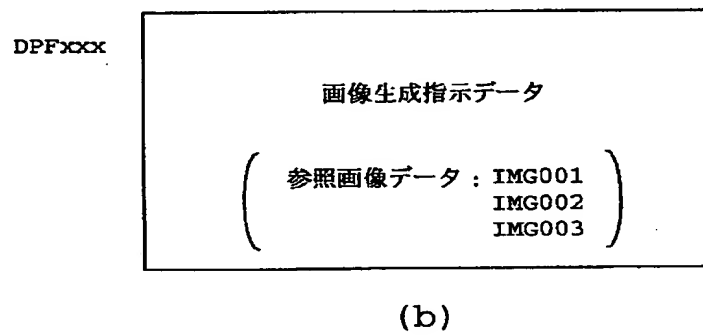 DPFxxx
画像生成指示データ
参照画像データ : IMG001
IMG002
IMG003
(b)